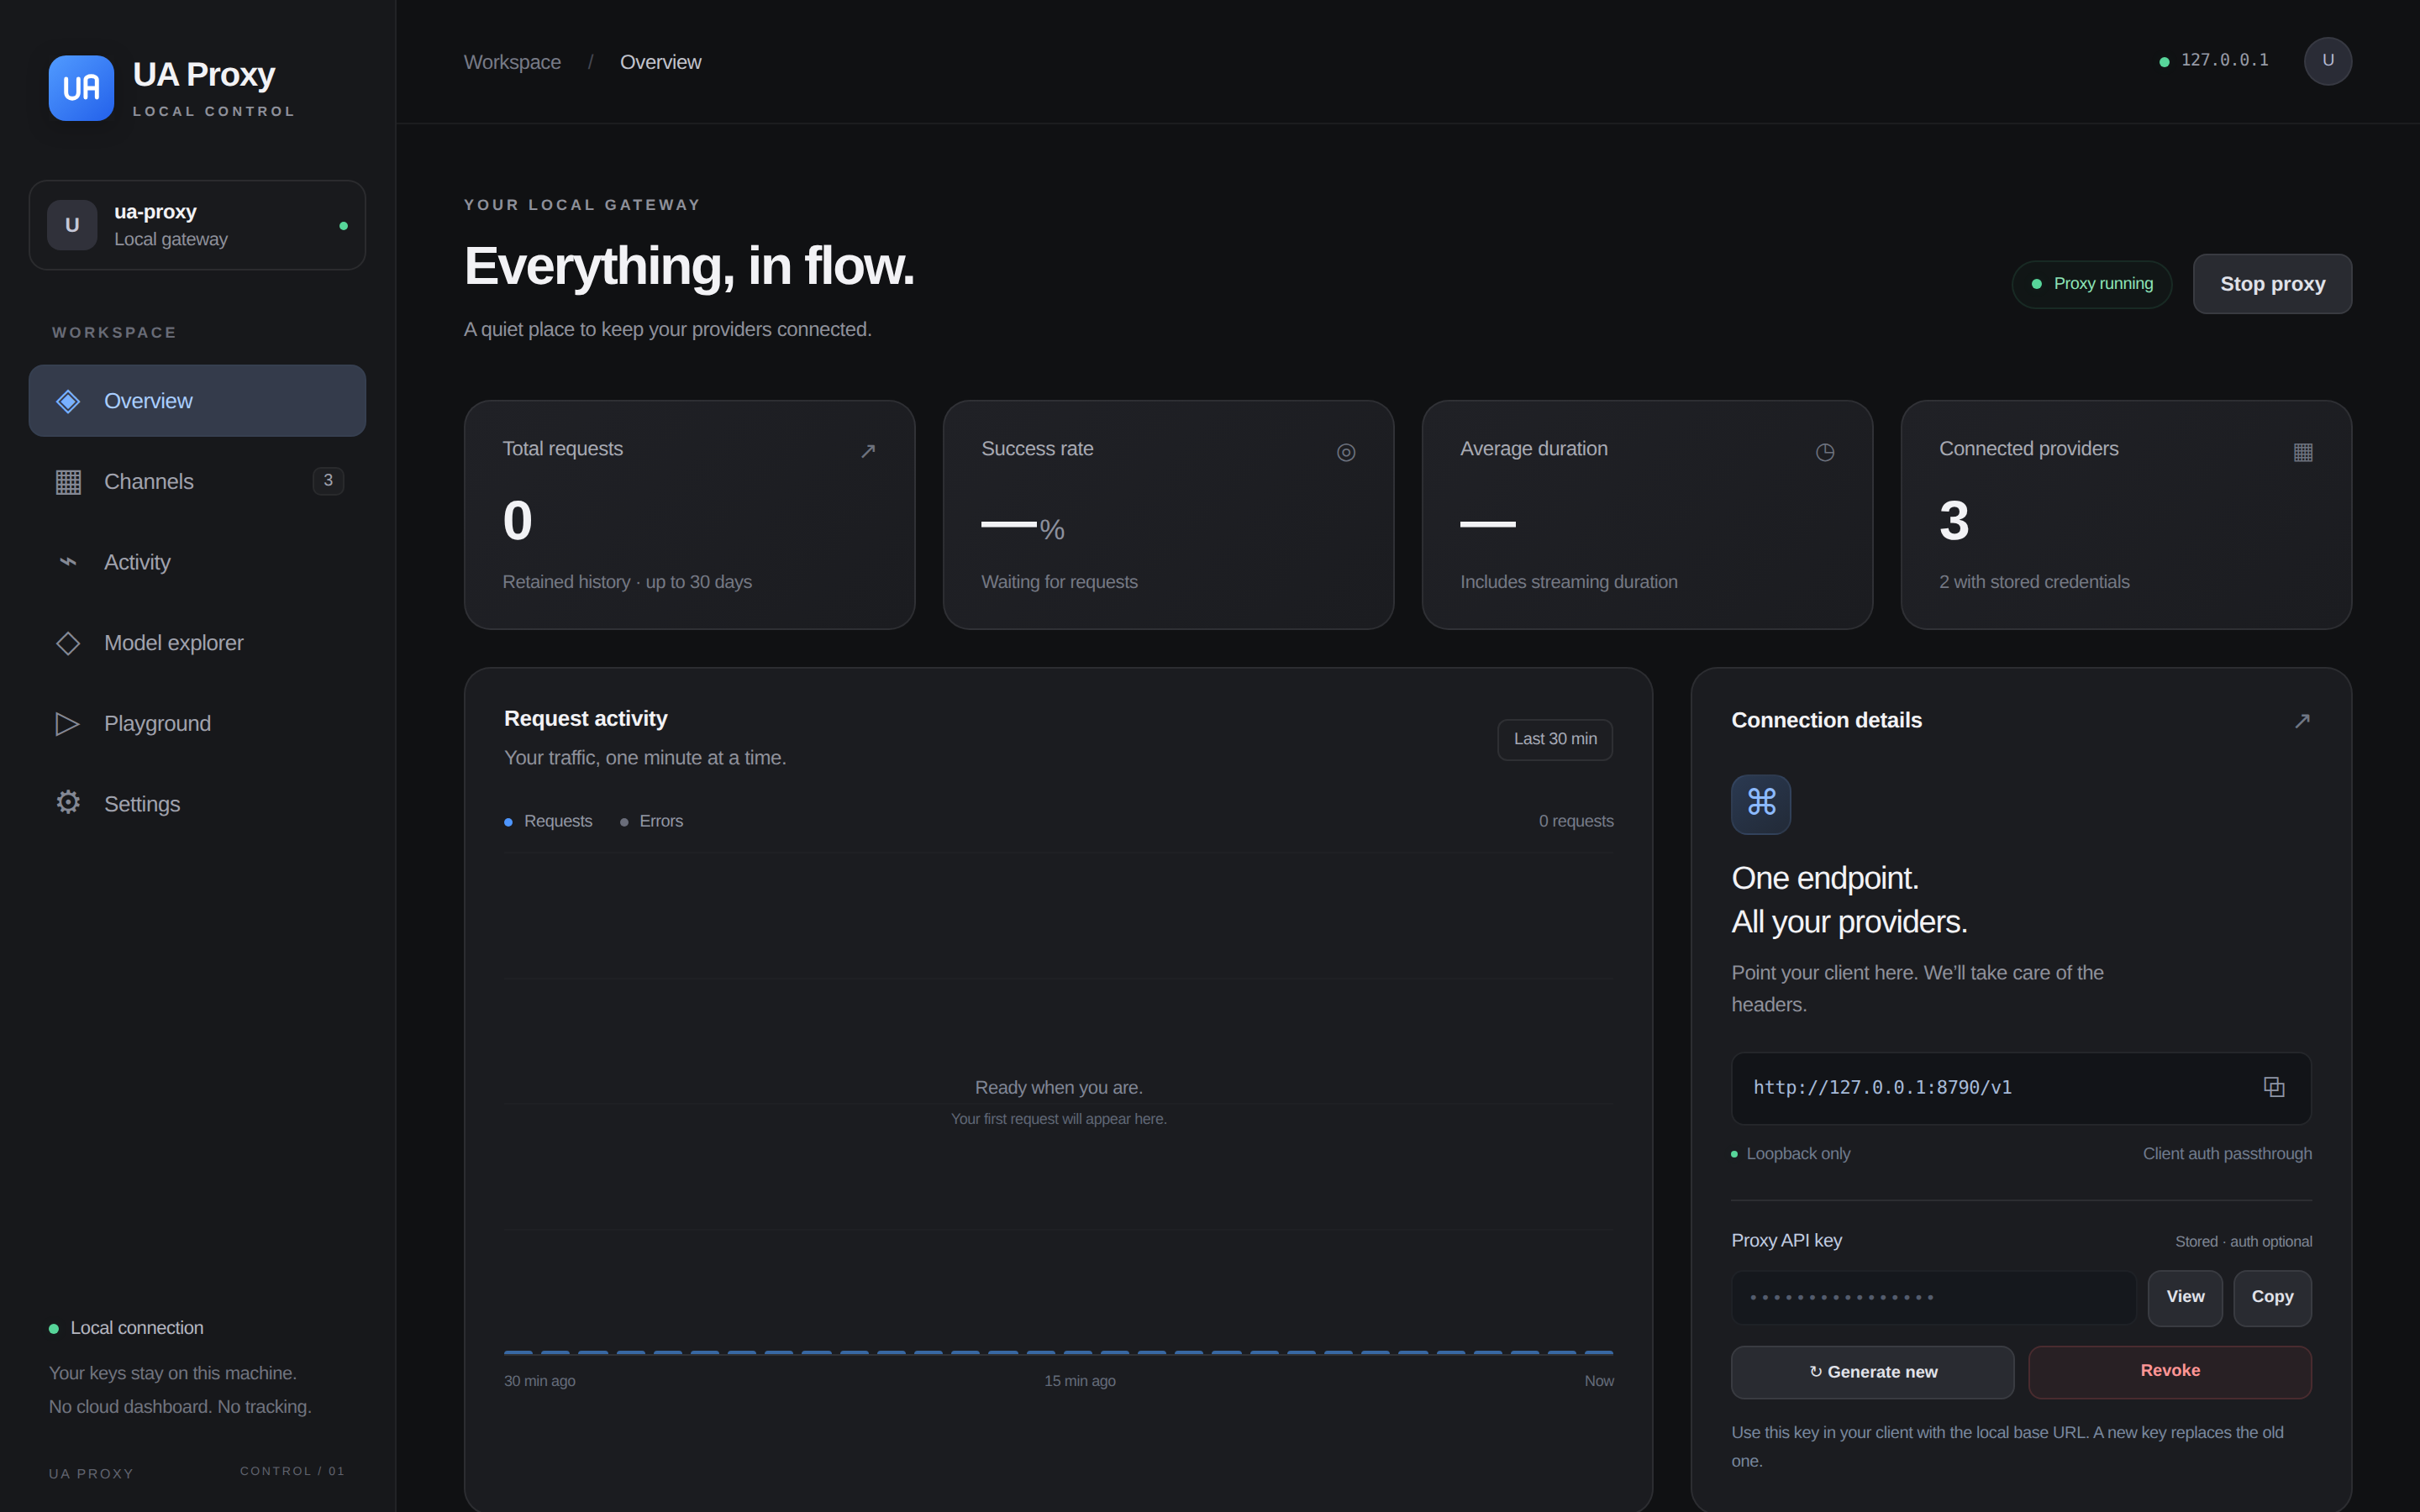 UA
UA Proxy
LOCAL CONTROL
U
ua-proxy
Local gateway
WORKSPACE
Overview
Channels
3
Activity
Model explorer
Playground
Settings
Local connection
Your keys stay on this machine.
No cloud dashboard. No tracking.
UA PROXY
CONTROL / 01
Workspace / Overview
127.0.0.1
U
YOUR LOCAL GATEWAY
Everything, in flow.
A quiet place to keep your providers connected.
Proxy running
Stop proxy
Total requests
0
Retained history · up to 30 days
Success rate
—%
Waiting for requests
Average duration
—
Includes streaming duration
Connected providers
3
2 with stored credentials
Request activity
Your traffic, one minute at a time.
Last 30 min
Requests
Errors
0 requests
Ready when you are.
Your first request will appear here.
30 min ago
15 min ago
Now
Connection details
One endpoint.
All your providers.
Point your client here. We’ll take care of the
headers.
http://127.0.0.1:8790/v1
Loopback only
Client auth passthrough
Proxy API key
Stored · auth optional
••••••••••••••••
View
Copy
↻ Generate new
Revoke
Use this key in your client with the local base URL. A new key replaces the old
one.